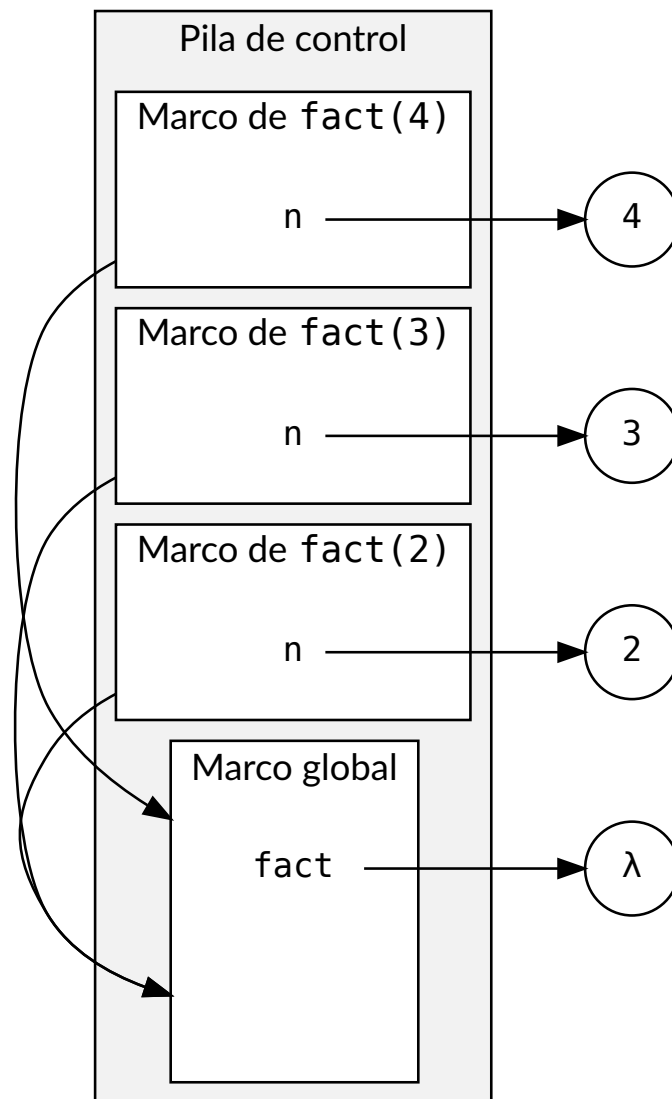 Pila de control
Marco de fact(4)
n
4
Marco de fact(3)
n
3
Marco de fact(2)
n
2
Marco global
fact
λ